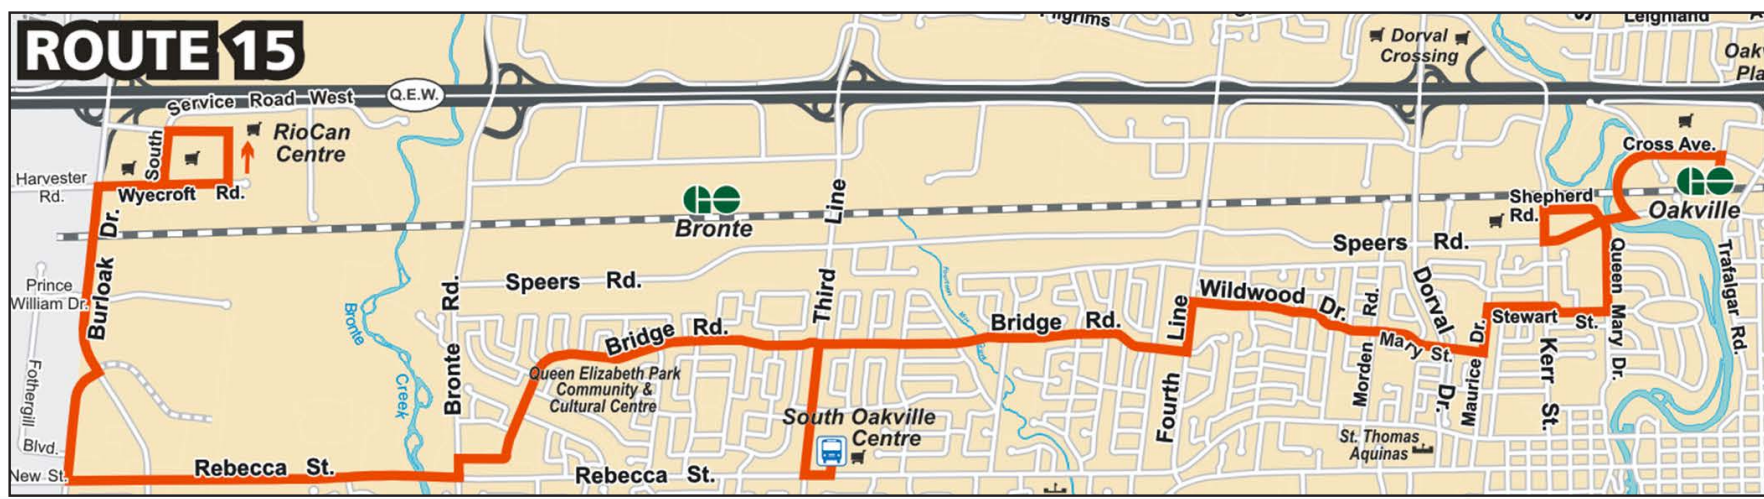 ROUTE 15
Pilgrims
Leighland
Dorval
Crossing
Q.E.W.
Service Road West
RioCan
Centre
South
Cross Ave.
Harvester
Rd.
Wyecroft Rd.
GO
Bronte
Third Line
Shepherd
Rd.
GO
Oakville
Burloak Dr.
Speers Rd.
Speers Rd.
Prince
William Dr.
Bronte
Creek
Bronte Rd.
Bridge Rd.
Bridge Rd.
Fourth Line
Wildwood Dr.
Morden Rd.
Dorval Dr.
Mary St.
Maurice Dr.
Stewart St.
Kerr St.
Queen Mary Dr.
Trafalgar Rd.
Fothergill
Blvd.
Queen Elizabeth Park
Community &
Cultural Centre
South Oakville
Centre
St. Thomas
Aquinas
New St.
Rebecca St.
Rebecca St.